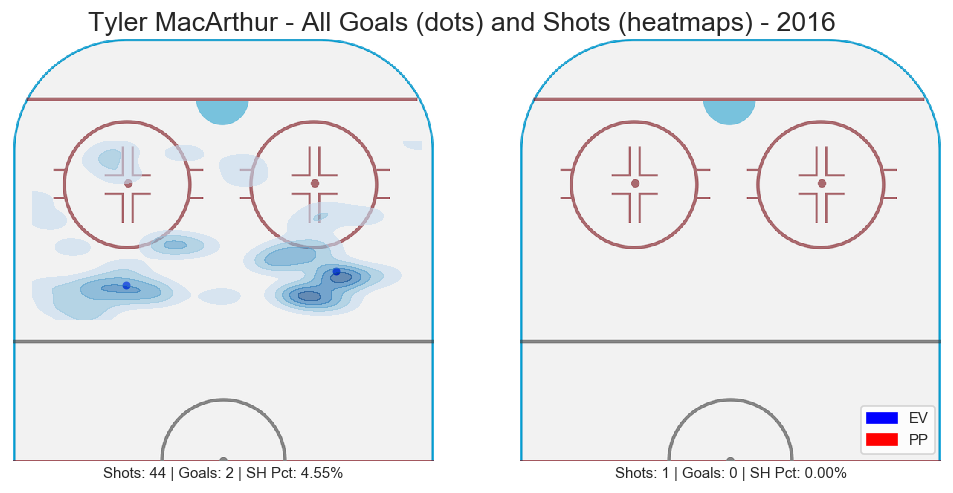 Tyler MacArthur - All Goals (dots) and Shots (heatmaps) - 2016
EV
PP
Shots: 44 | Goals: 2 | SH Pct: 4.55%
Shots: 1 | Goals: 0 | SH Pct: 0.00%